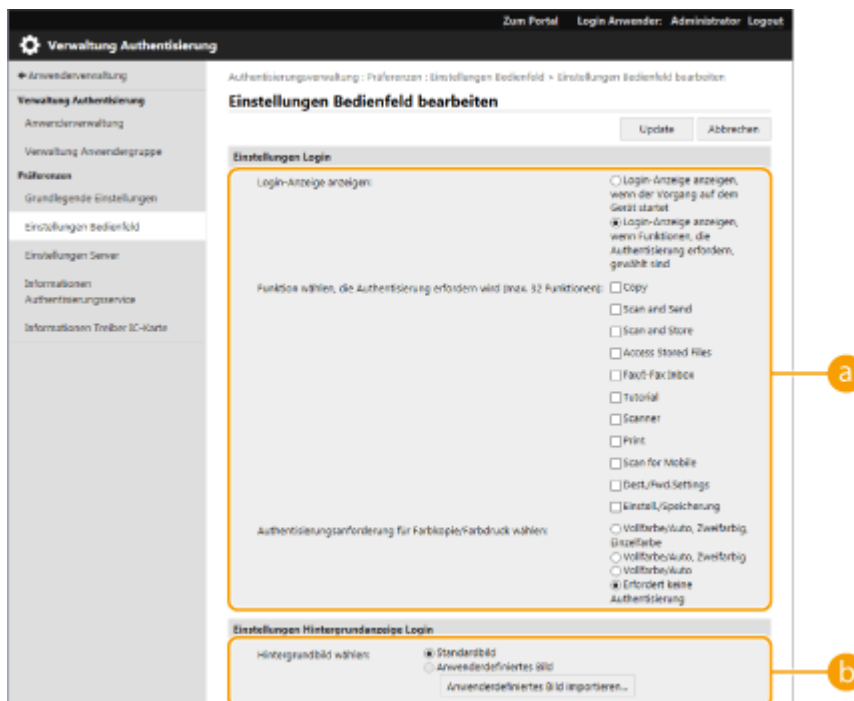 Zum Portal Login Anwender: Administrator Logout
Verwaltung Authentisierung
Anwenderverwaltung
Verwaltung Authentisierung
Anwenderverwaltung
Verwaltung Anwendergruppe
Präferenzen
Grundlegende Einstellungen
Einstellungen Bedienfeld
Einstellungen Server
Informationen
Authentisierungsservice
Informationen Treiber IC-Karte
Authentisierungsverwaltung : Präferenzen : Einstellungen Bedienfeld > Einstellungen Bedienfeld bearbeiten
Einstellungen Bedienfeld bearbeiten
Update Abbrechen
Einstellungen Login
Login-Anzeige anzeigen:
Login-Anzeige anzeigen,
wenn der Vorgang auf dem
Gerät startet
Login-Anzeige anzeigen,
wenn Funktionen, die
Authentisierung erfordern,
gewählt sind
Funktion wählen, die Authentisierung erfordern wird (max. 32 Funktionen):
Copy
Scan and Send
Scan and Store
Access Stored Files
Fax/I-Fax Inbox
Tutorial
Scanner
Print
Scan for Mobile
Dest./Fwd.Settings
Einstell./Speicherung
a
Authentisierungsanforderung für Farbkopie/Farbdruck wählen:
Vollfarbe/Auto, Zweifarbig,
Einzelfarbe
Vollfarbe/Auto, Zweifarbig
Vollfarbe/Auto
Erfordert keine
Authentisierung
Einstellungen Hintergrundanzeige Login
Hintergrundbild wählen:
Standardbild
Anwenderdefiniertes Bild
Anwenderdefiniertes Bild importieren...
b